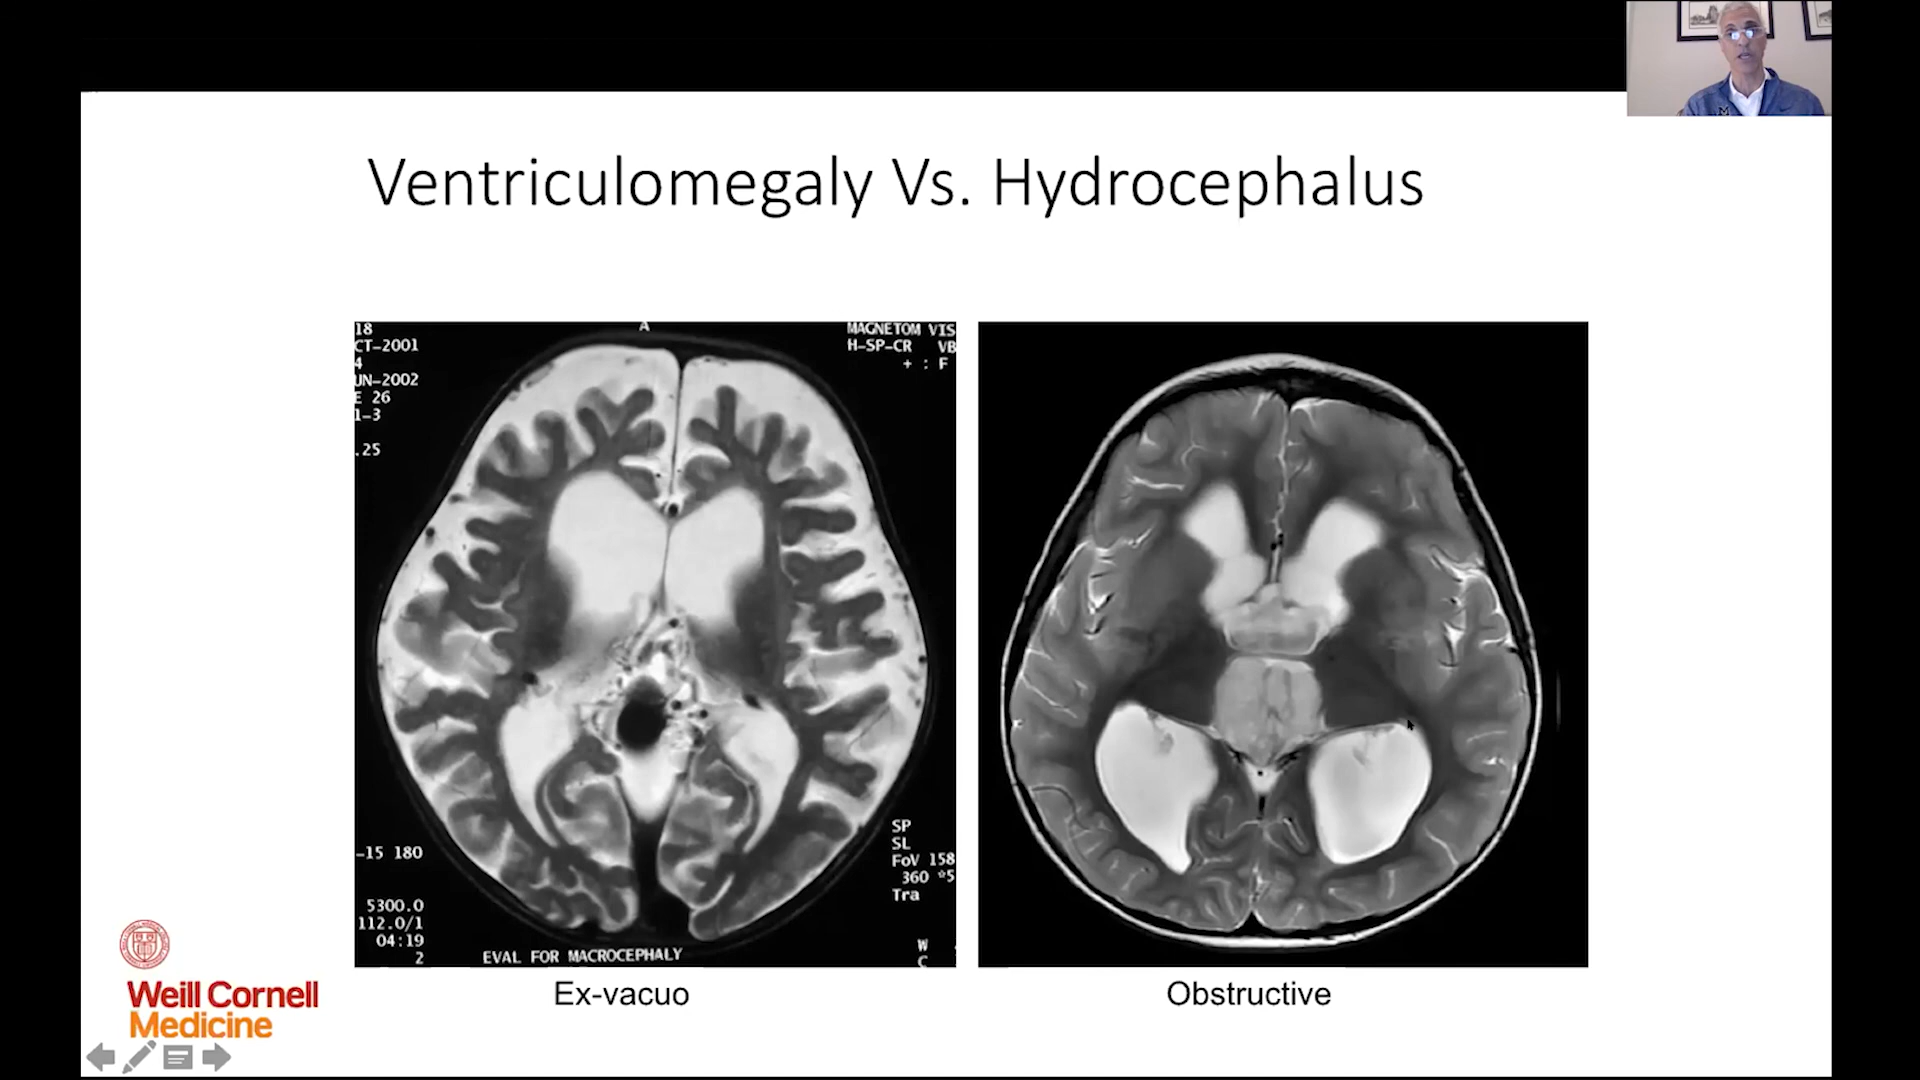 Ventriculomegaly Vs. Hydrocephalus
18
CT-2001
4
UN-2002
E 26
1-3
.25
A
MAGNETOM VIS
H-SP-CR VB
+ : F
-15 180
5300.0
112.0/1
04:19
2
EVAL FOR MACROCEPHALY
SP
SL
FoV 158
360 *5
Tra
W
C
Ex-vacuo
Obstructive
Weill Cornell
Medicine